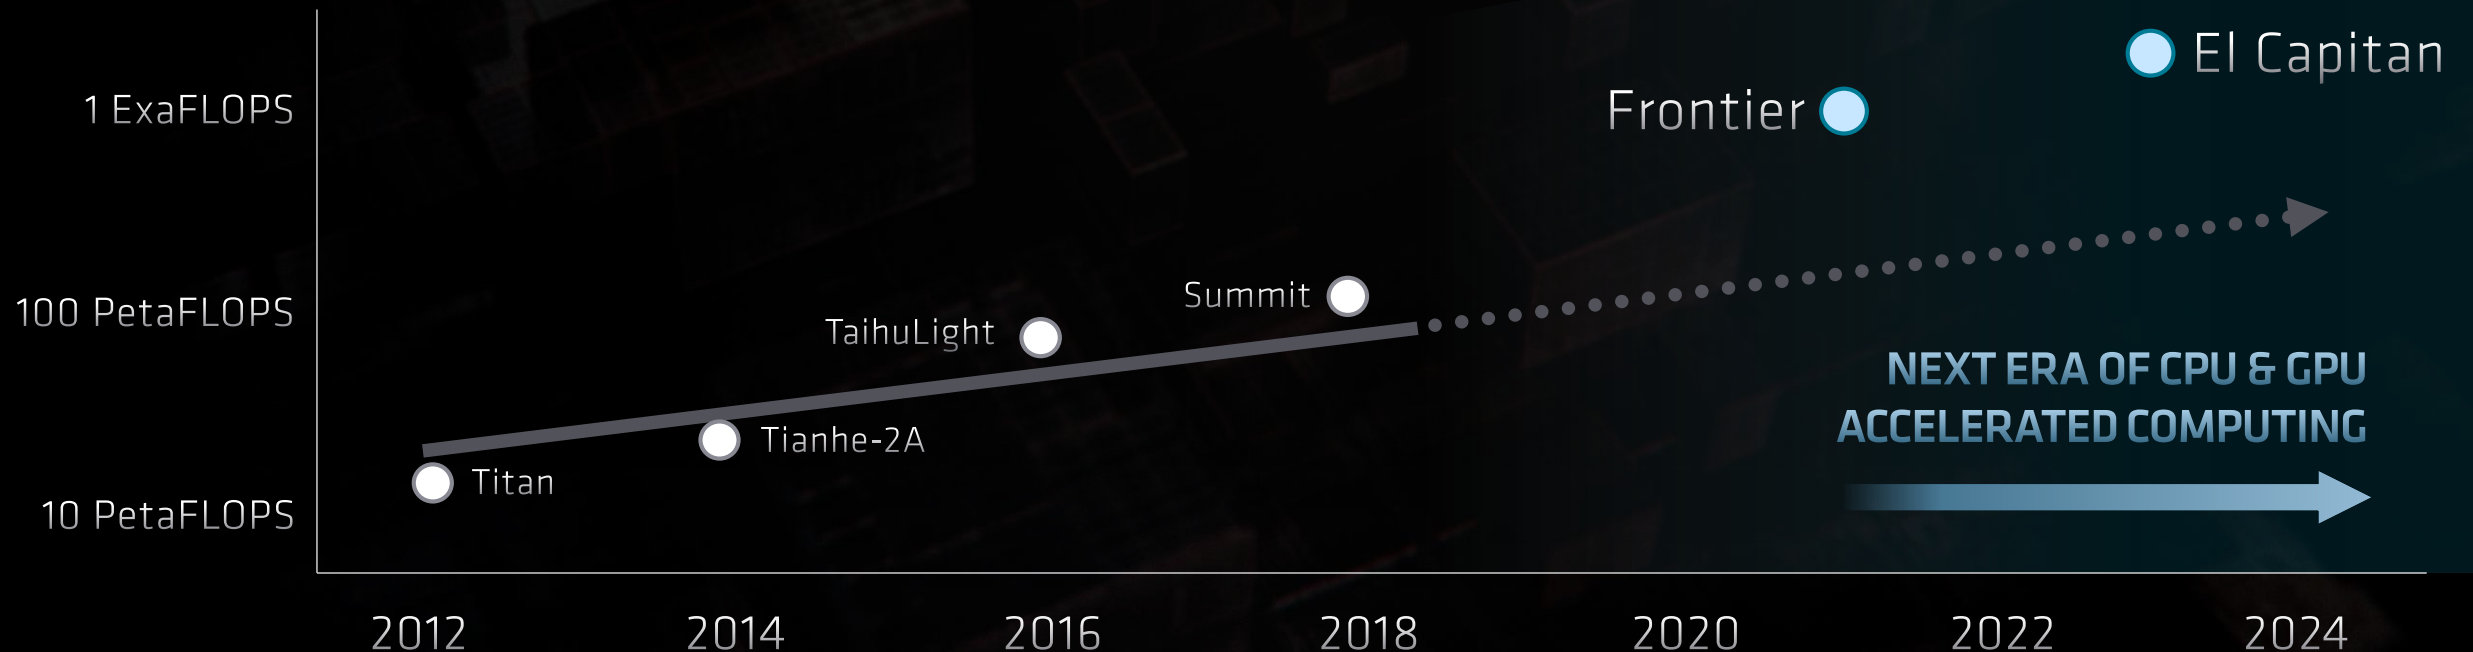 El Capitan
1 ExaFLOPS
Frontier
100 PetaFLOPS
Summit
TaihuLight
NEXT ERA OF CPU & GPU
ACCELERATED COMPUTING
Tianhe-2A
Titan
10 PetaFLOPS
2012 2014 2016 2018 2020 2022 2024